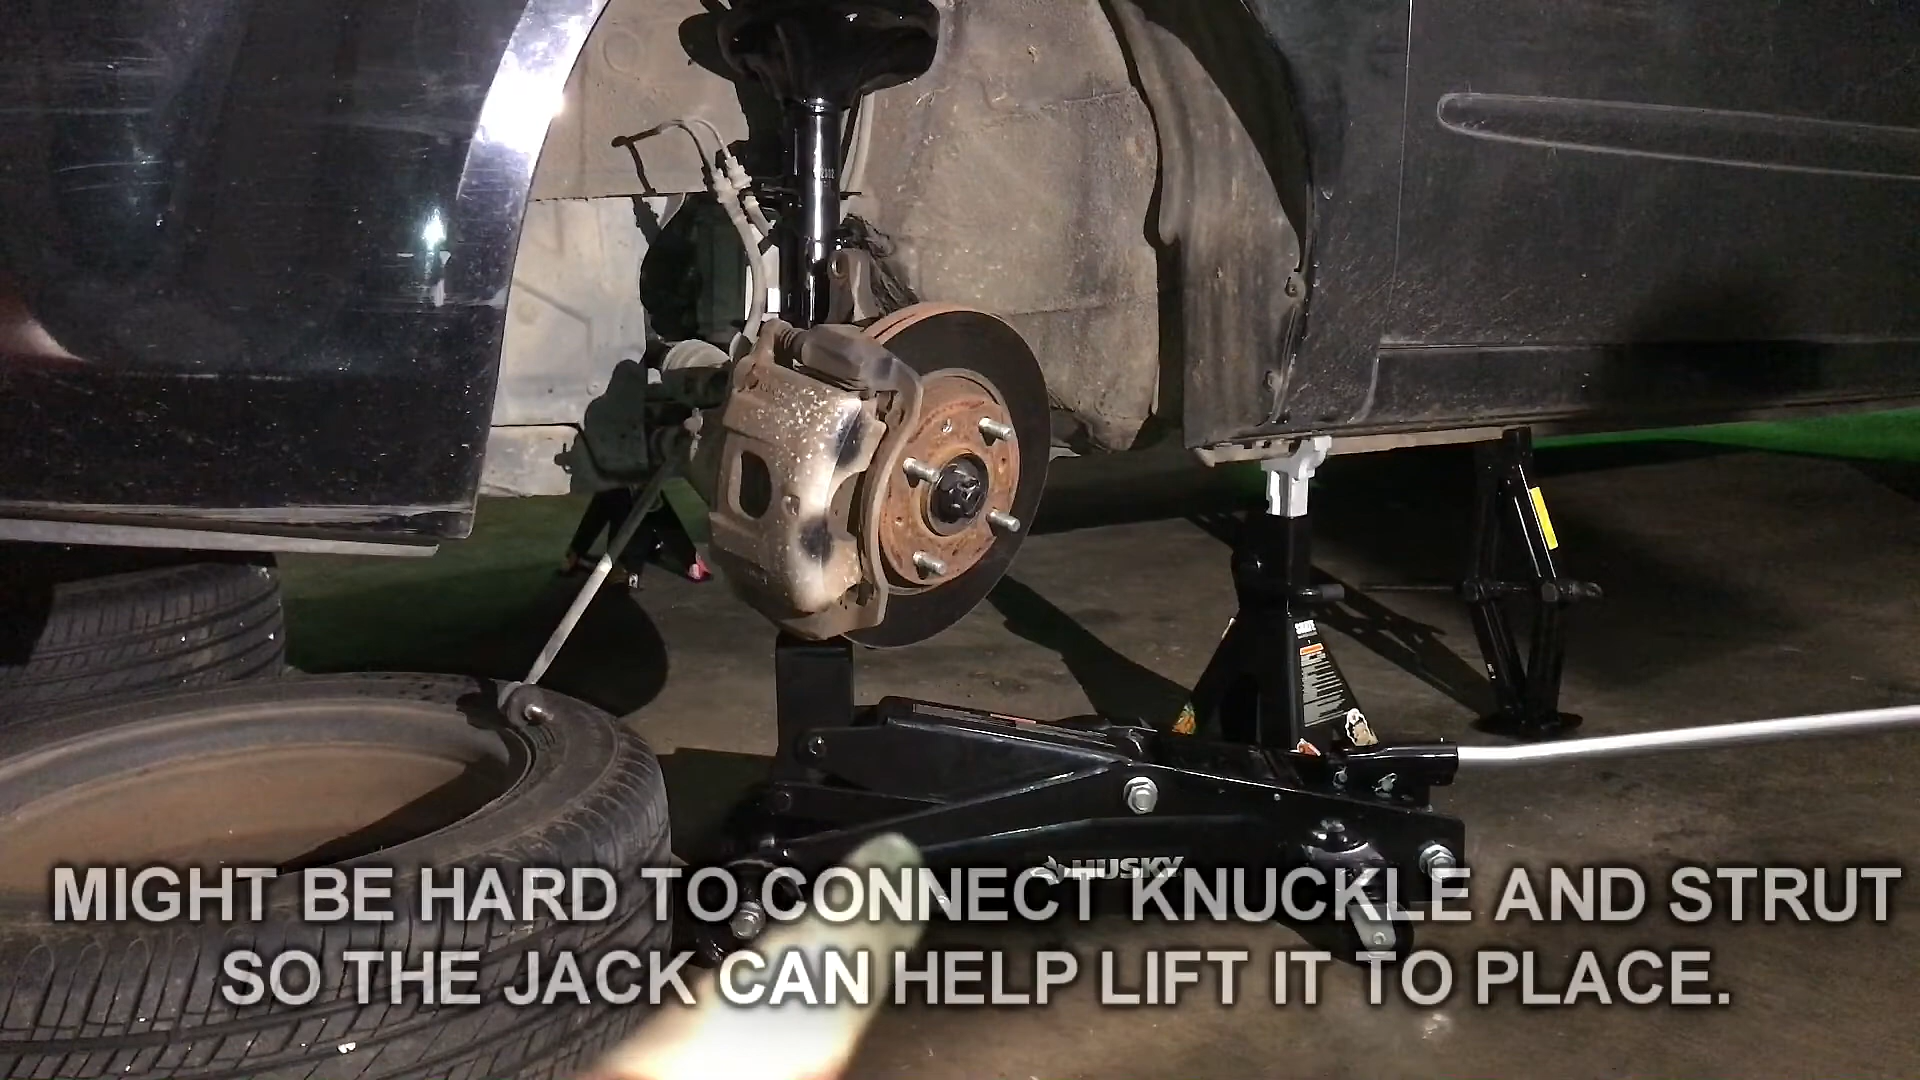 HUSKY
MIGHT BE HARD TO CONNECT KNUCKLE AND STRUT
SO THE JACK CAN HELP LIFT IT TO PLACE.